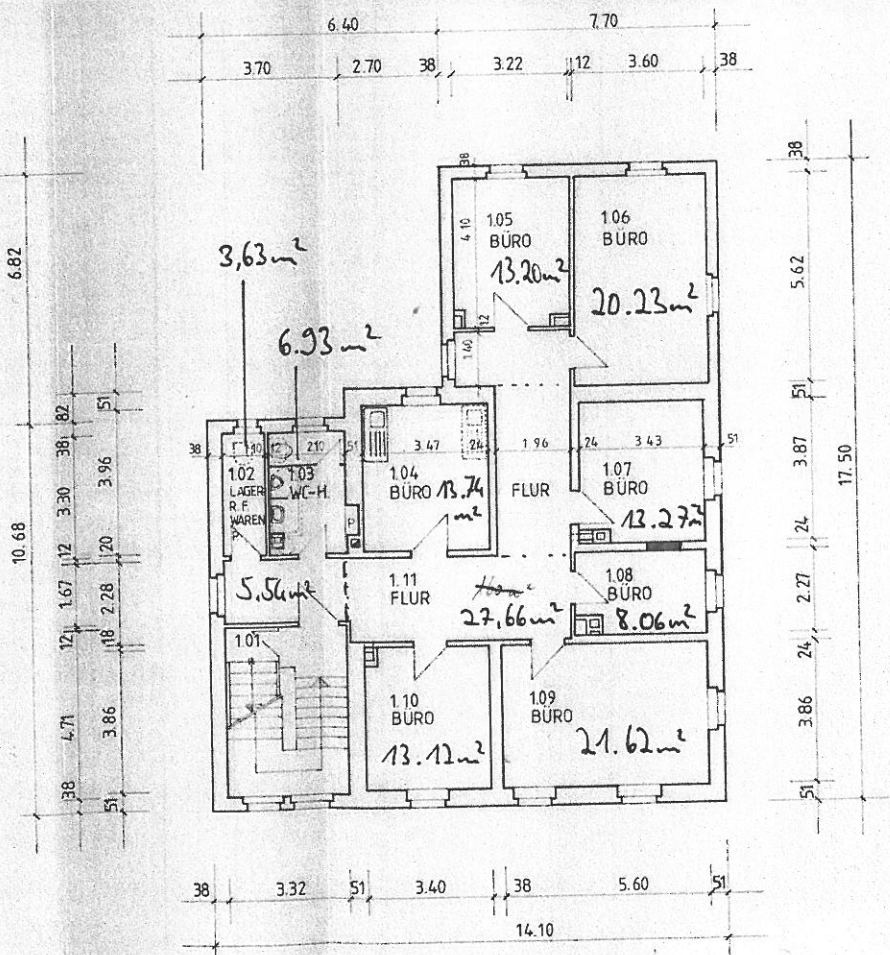 6.40
7.70
3.70
2.70
38
3.22
12
3.60
38
38
6.82
4.10
1.05
BÜRO
13.20m²
1.06
BÜRO
20.23m²
3,63m²
6.93m²
12
1.40
5.62
38
51
82
51
38
1.10
12
2.10
51
3.47
24
1.96
24
3.43
51
38
3.96
3.30
1.02
LAGER
R.F.
WAREN
P
1.03
WC-H.
P
1.04
BÜRO
13.74
m²
FLUR
1.07
BÜRO
13.27m²
3.87
17.50
24
10.68
12
20
1.67
2.28
5.54m²
1.11
FLUR
27,66m²
1.08
BÜRO
8.06m²
2.27
12
18
1.01
24
4.71
3.86
1.10
BÜRO
13.12m²
1.09
BÜRO
21.62m²
3.86
38
51
51
38
3.32
51
3.40
38
5.60
51
14.10